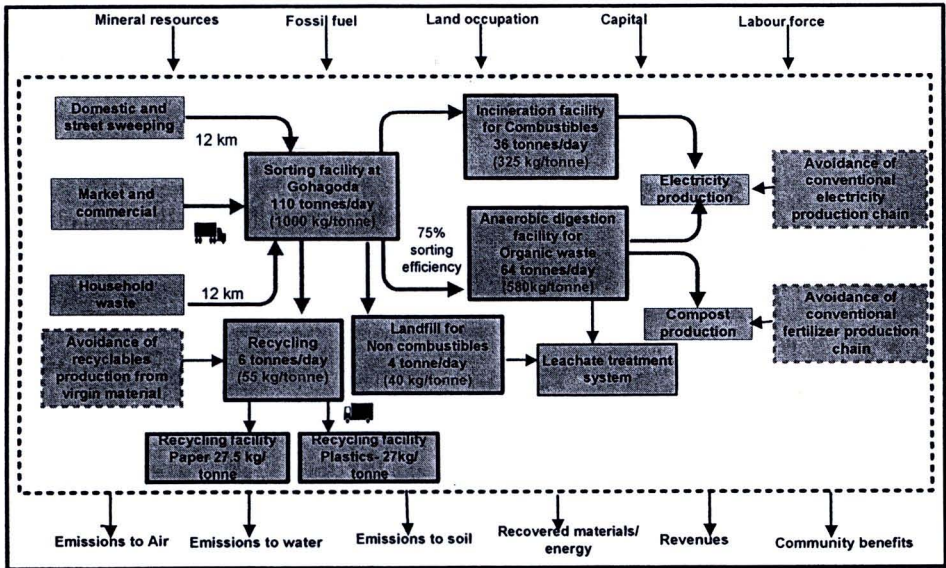 Mineral resources
Fossil fuel
Land occupation
Capital
Labour force
Domestic and
street sweeping
12 km
Incineration facility
for Combustibles
36 tonnes/day
(325 kg/tonne)
Sorting facility at
Gohagoda
110 tonnes/day
(1000 kg/tonne)
Market and
commercial
Electricity
production
Avoidance of
conventional
electricity
production chain
75%
sorting
efficiency
Anaerobic digestion
facility for
Organic waste
64 tonnes/day
(580kg/tonne)
Household
waste
12 km
Compost
production
Avoidance of
conventional
fertilizer production
chain
Avoidance of
recyclables
production from
virgin material
Recycling
6 tonnes/day
(55 kg/tonne)
Landfill for
Non combustibles
4 tonne/day
(40 kg/tonne)
Leachate treatment
system
Recycling facility
Paper 27.5 kg/
tonne
Recycling facility
Plastics- 27kg/
tonne
Emissions to Air
Emissions to water
Emissions to soil
Recovered materials/
energy
Revenues
Community benefits